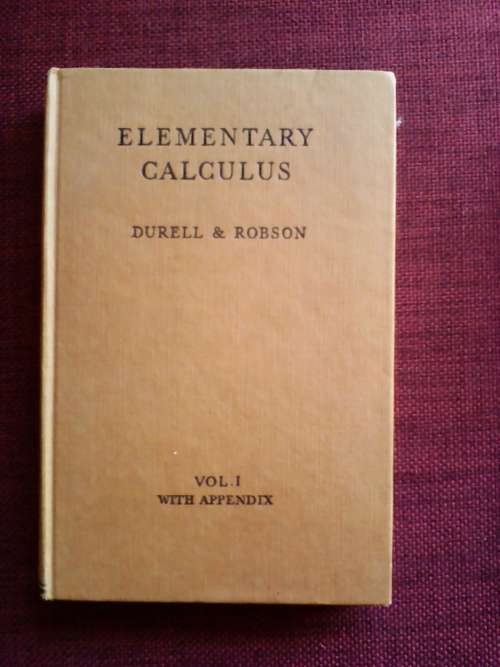 ELEMENTARY
CALCULUS
DURELL & ROBSON
VOL. I
WITH APPENDIX